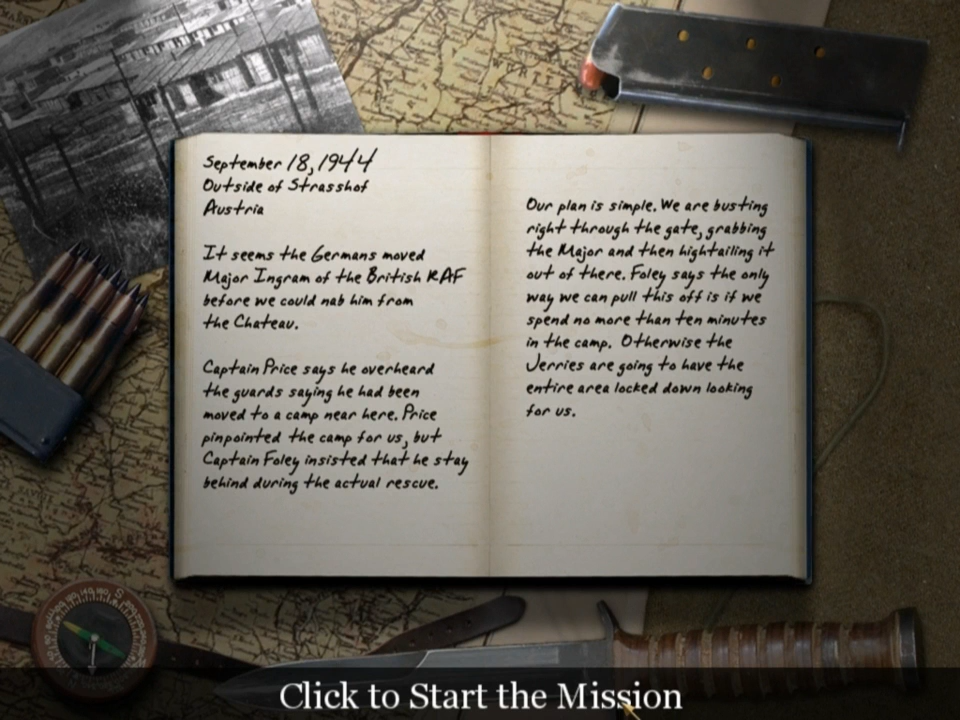 September 18, 1944
Outside of Strasshof
Austria
It seems the Germans moved
Major Ingram of the British RAF
before we could nab him from
the Chateau.
Captain Price says he overheard
the guards saying he had been
moved to a camp near here. Price
pinpointed the camp for us, but
Captain Foley insisted that he stay
behind during the actual rescue.
Our plan is simple. We are busting
right through the gate, grabbing
the Major and then hightailing it
out of there. Foley says the only
way we can pull this off is if we
spend no more than ten minutes
in the camp. Otherwise the
Jerries are going to have the
entire area locked down looking
for us.
Click to Start the Mission